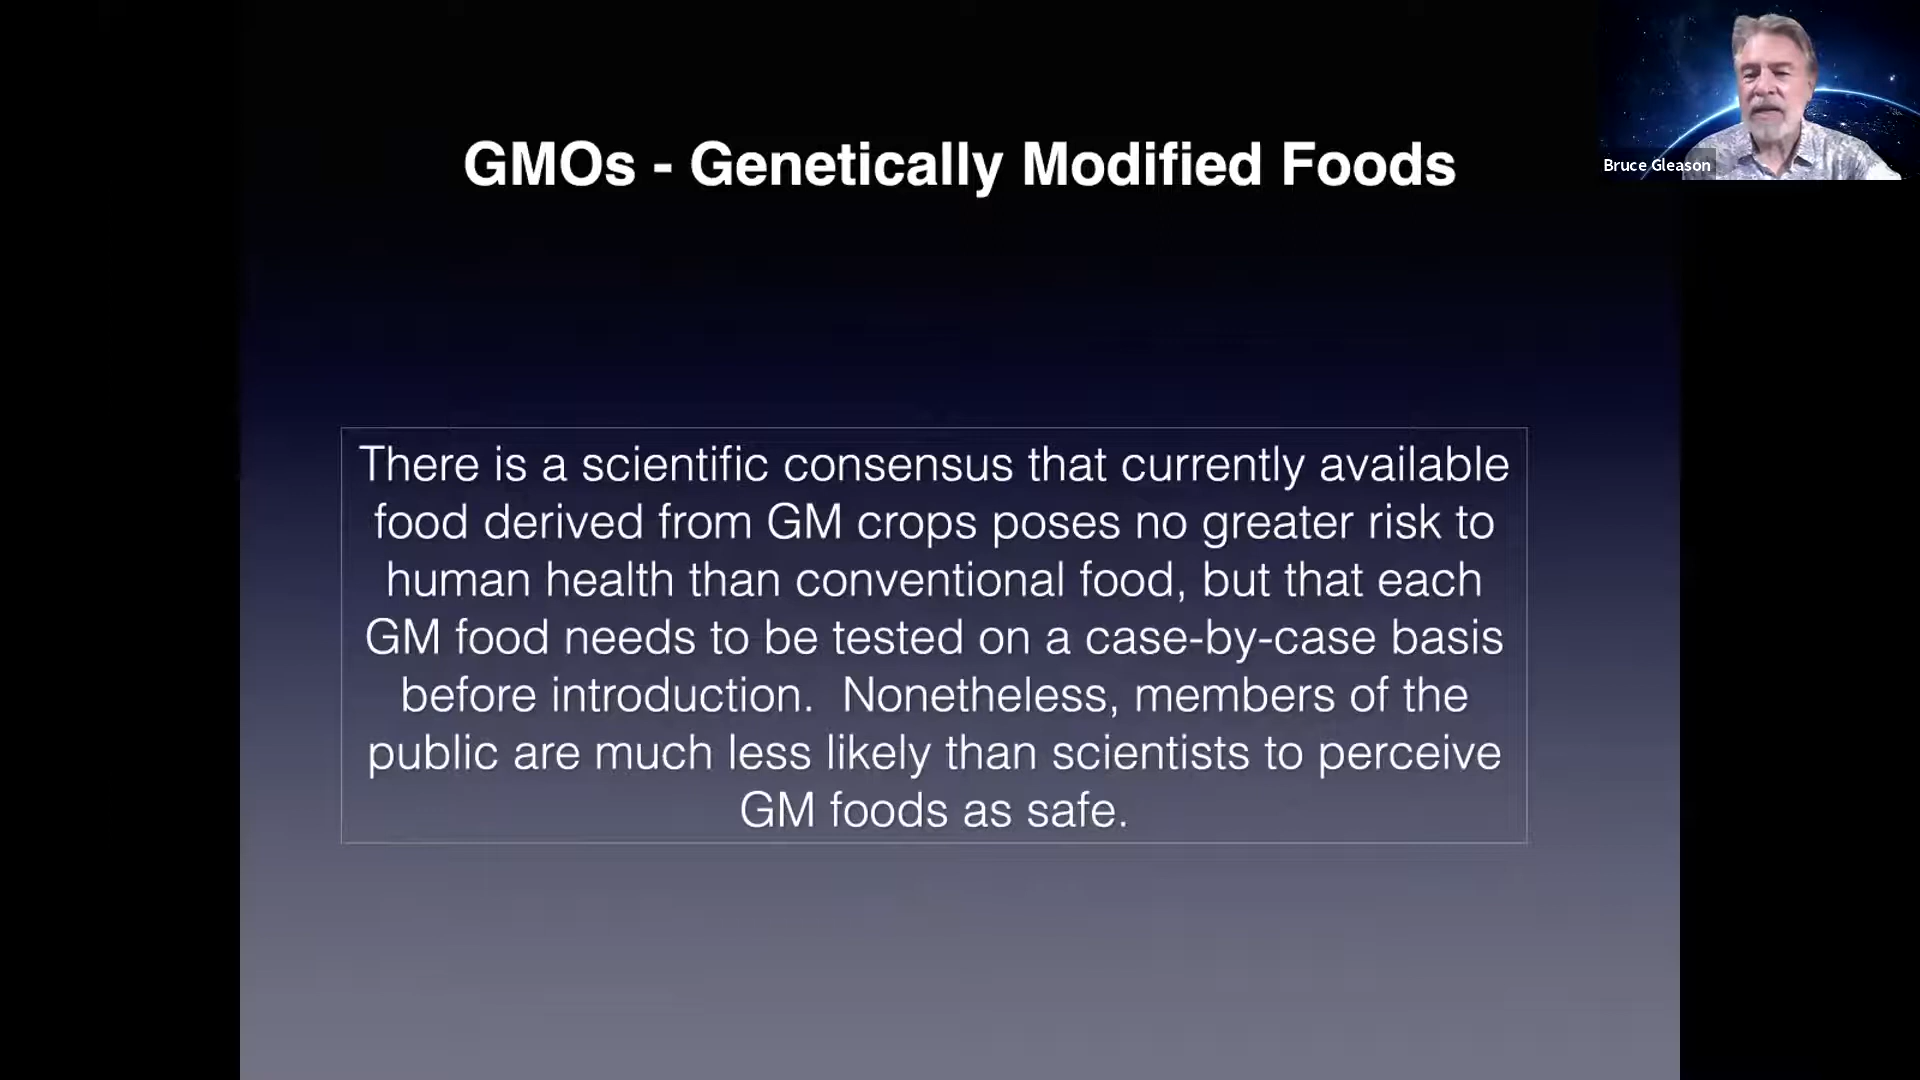 GMOs - Genetically Modified Foods
Bruce Gleason
There is a scientific consensus that currently available
food derived from GM crops poses no greater risk to
human health than conventional food, but that each
GM food needs to be tested on a case-by-case basis
before introduction.  Nonetheless, members of the
public are much less likely than scientists to perceive
GM foods as safe.